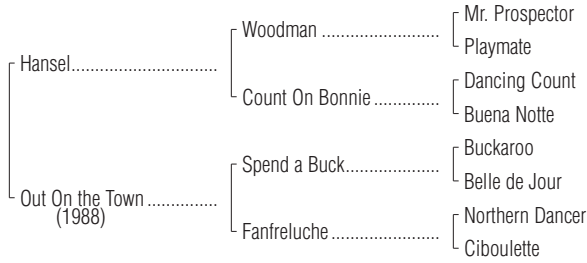 Mr. Prospector
Woodman ........................
Playmate
Hansel.............................
Dancing Count
Count On Bonnie .............
Buena Notte
Buckaroo
Spend a Buck...................
Belle de Jour
Out On the Town ..............
(1988)
Northern Dancer
Fanfreluche ......................
Ciboulette